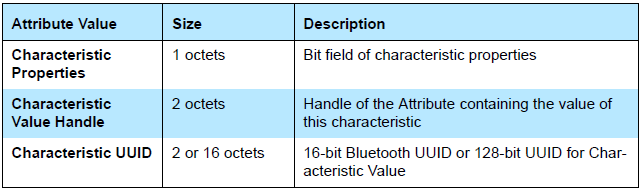 Attribute Value Size Description
Characteristic Properties 1 octets Bit field of characteristic properties
Characteristic Value Handle 2 octets Handle of the Attribute containing the value of this characteristic
Characteristic UUID 2 or 16 octets 16-bit Bluetooth UUID or 128-bit UUID for Char-
acteristic Value